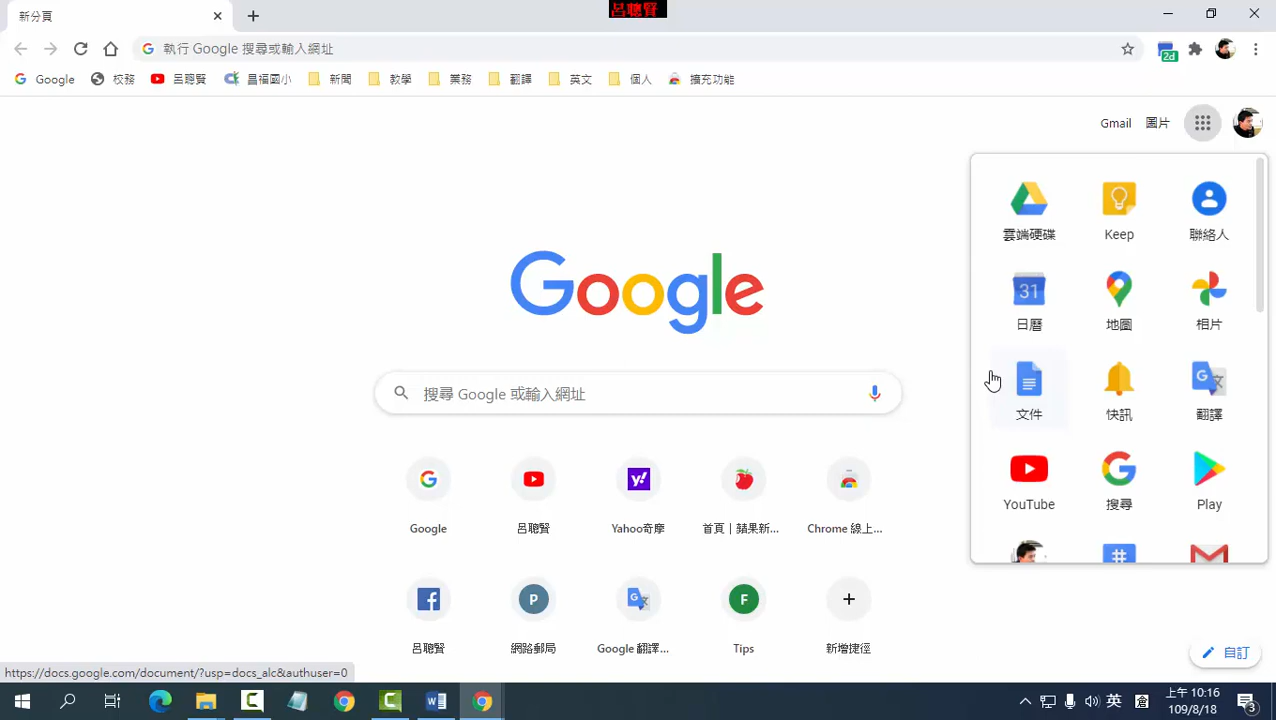 呂聰賢
新分頁
執行 Google 搜尋或輸入網址
2d
Google 校務 呂聰賢 昌福國小 新聞 教學 業務 翻譯 英文 個人 擴充功能
Gmail 圖片
雲端硬碟 Keep 聯絡人
31
日曆 地圖 相片
文件 快訊 翻譯
YouTube 搜尋 Play
Google
搜尋 Google 或輸入網址
Google 呂聰賢 Yahoo奇摩 首頁 | 蘋果新... Chrome 線上...
呂聰賢 網路郵局 Google 翻譯... Tips 新增捷徑
自訂
https://docs.google.com/document/?usp=docs_alc&authuser=0
英
上午 10:16
109/8/18
3